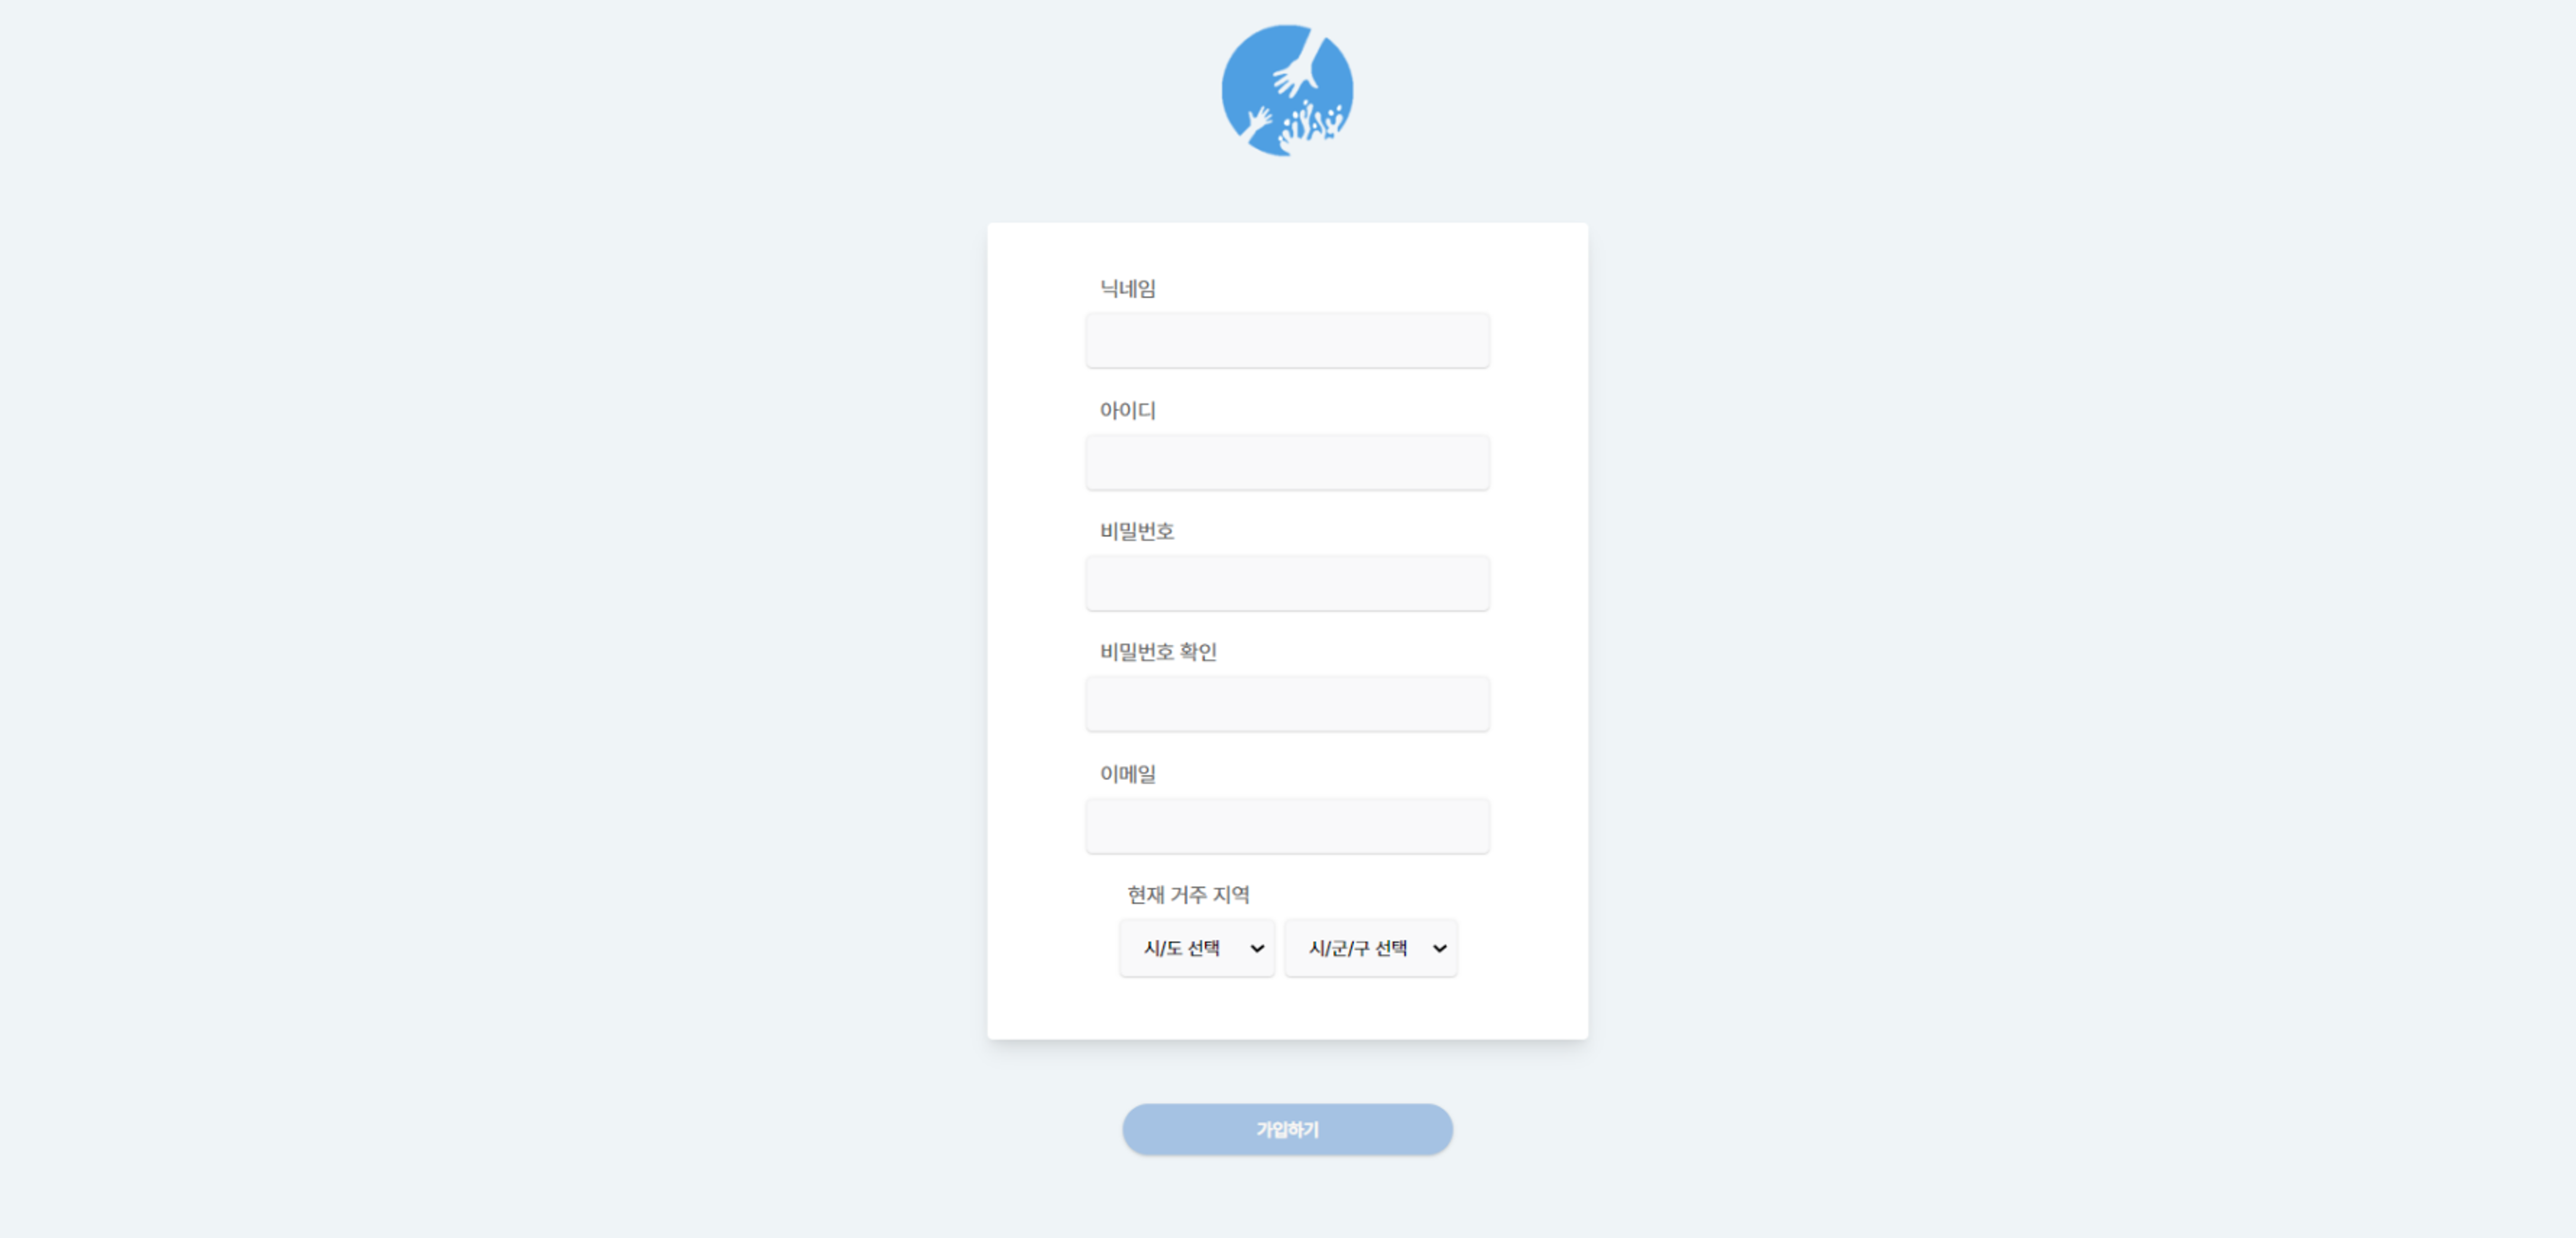 닉네임
아이디
비밀번호
비밀번호 확인
이메일
현재 거주 지역
시/도 선택 시/군/구 선택
가입하기